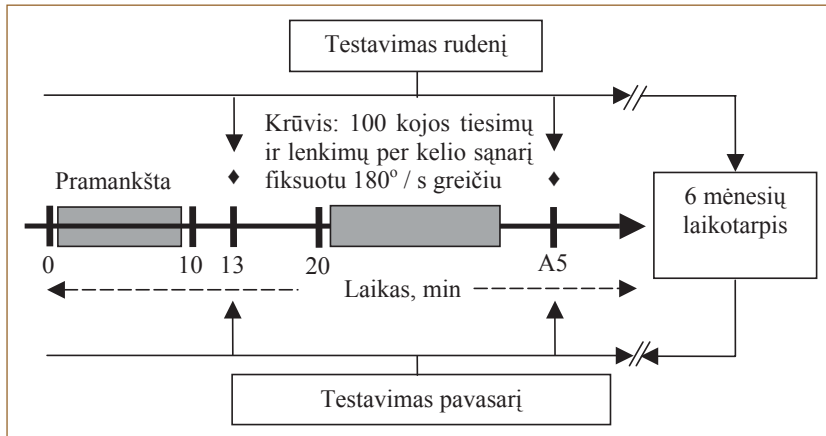 Testavimas rudenį
Krūvis: 100 kojos tiesimų
ir lenkimų per kelio sąnarį
fiksuotu 180º / s greičiu
Pramankšta
6 mėnesių
laikotarpis
0
10
13
20
A5
Laikas, min
Testavimas pavasarį